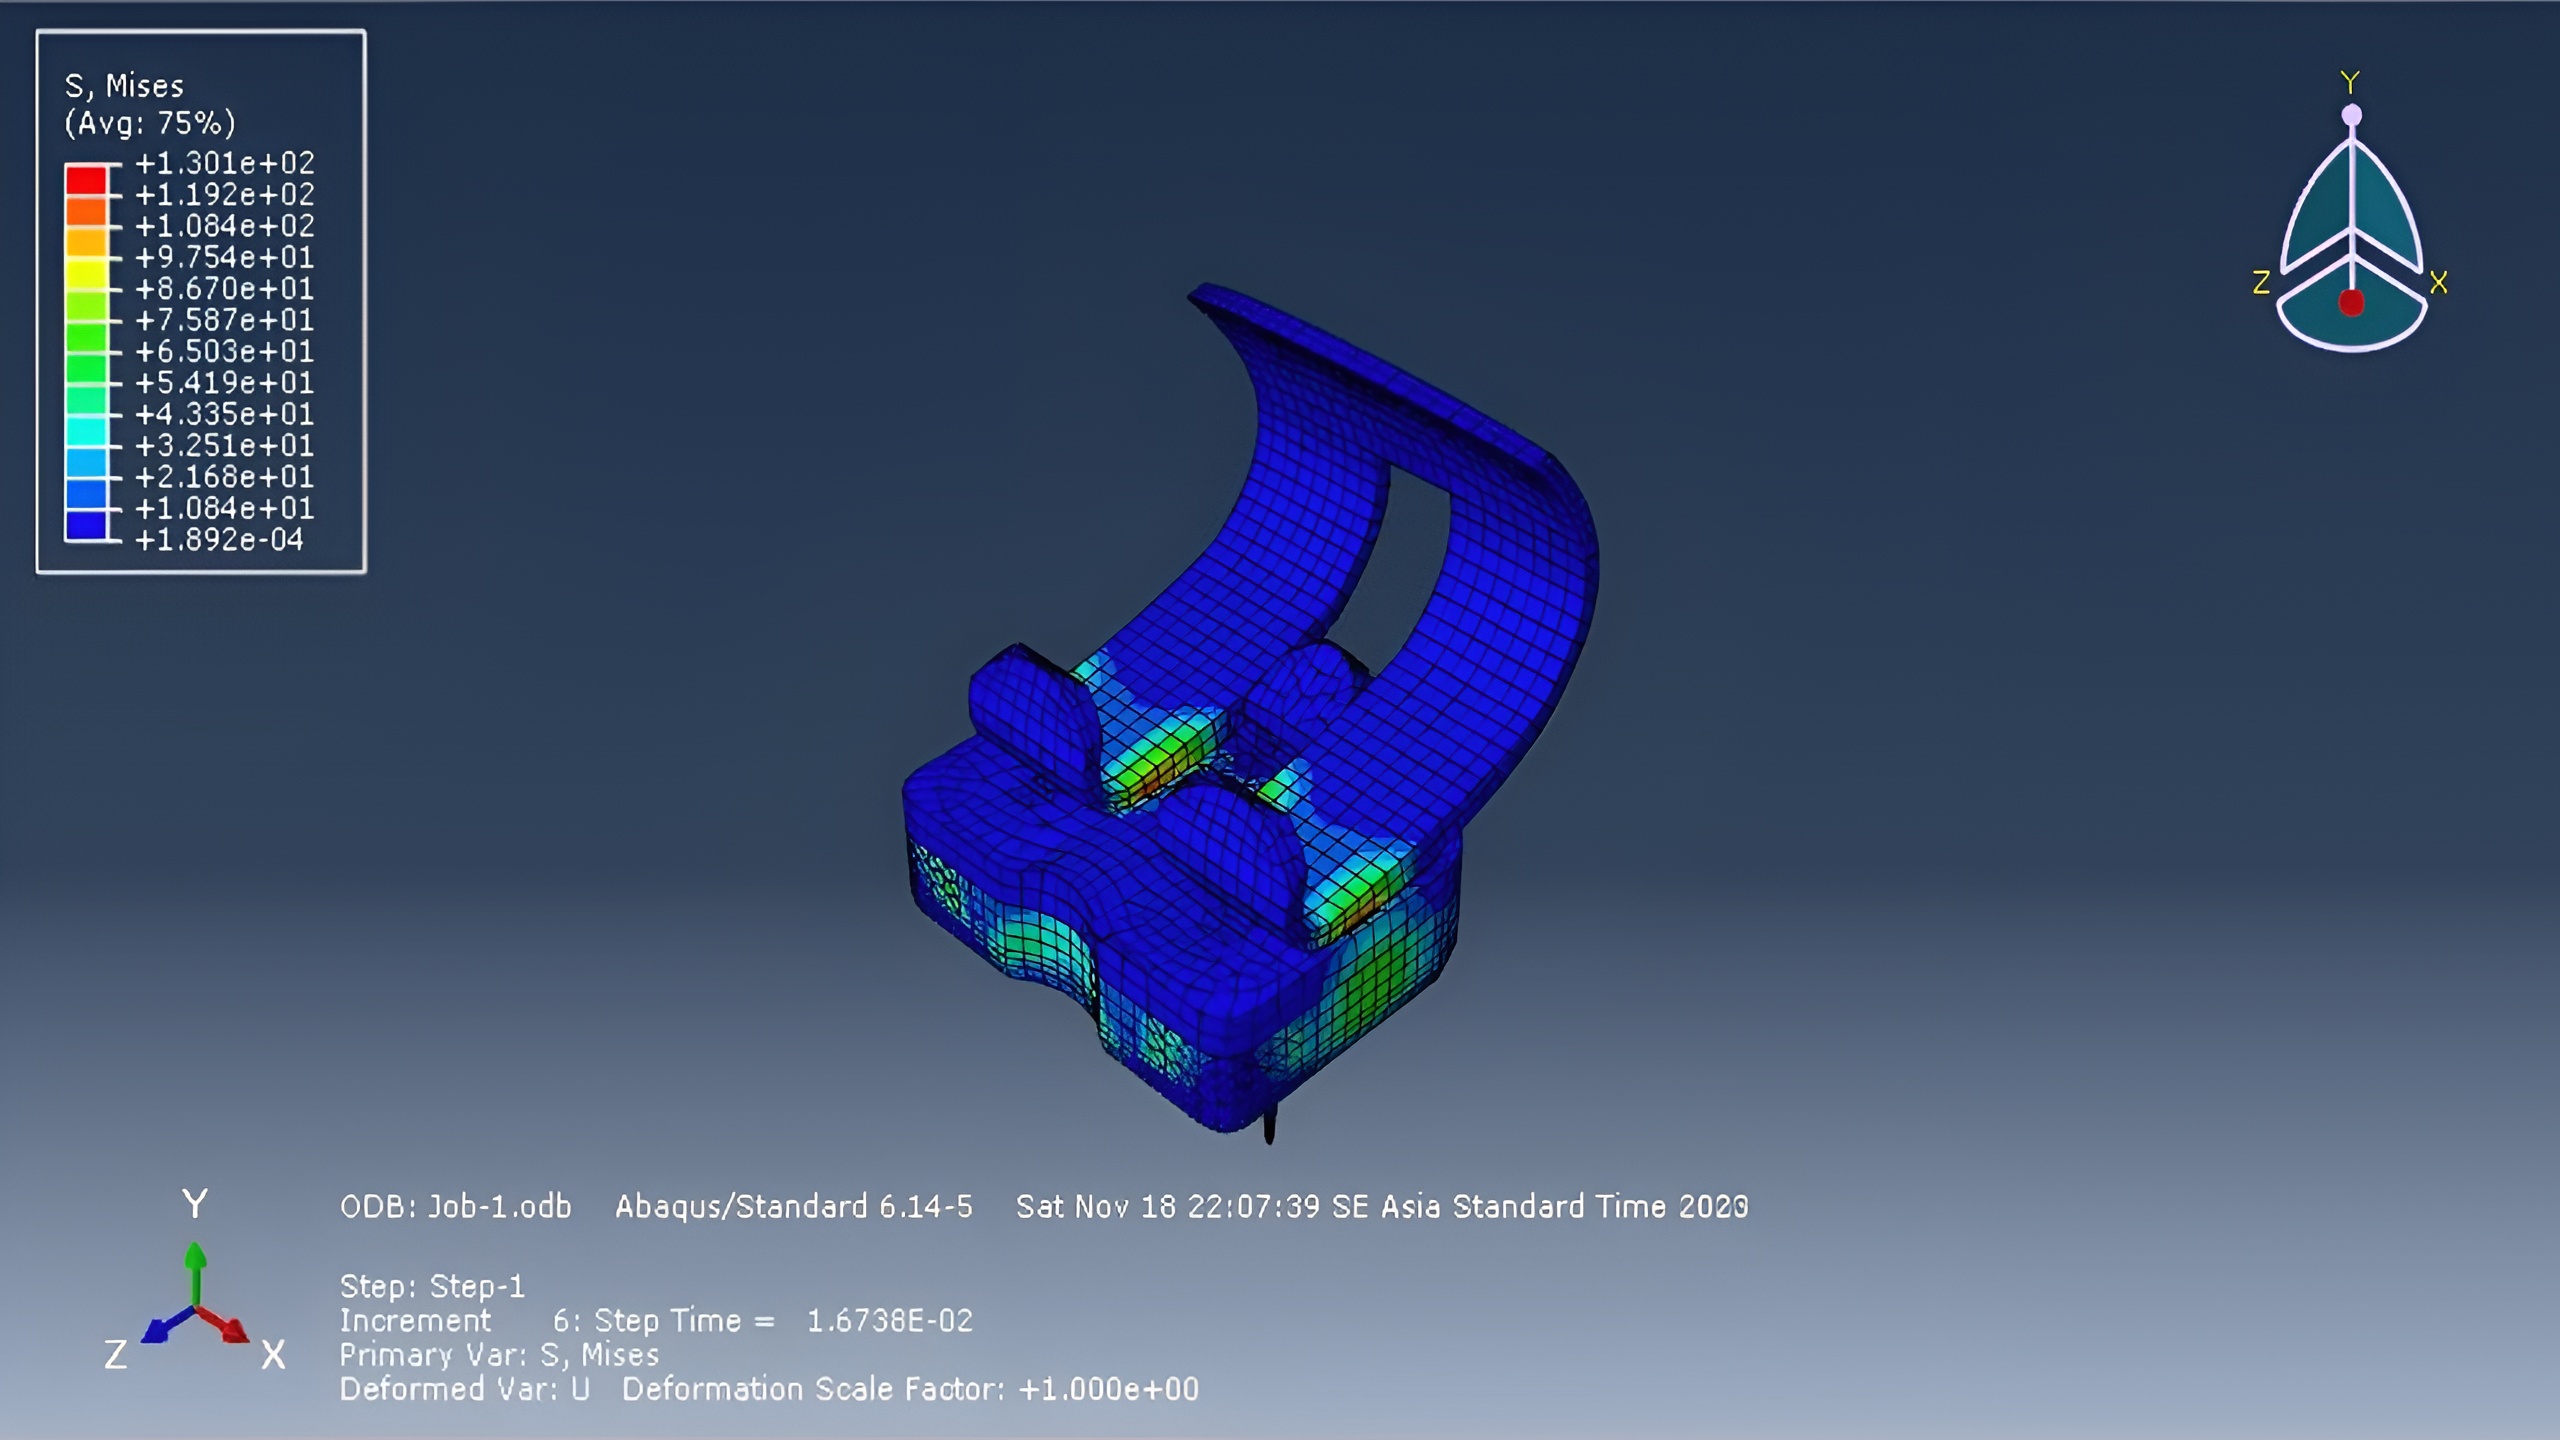 S, Mises
(Avg: 75%)
+1.301e+02
+1.192e+02
+1.084e+02
+9.754e+01
+8.670e+01
+7.587e+01
+6.503e+01
+5.419e+01
+4.335e+01
+3.251e+01
+2.168e+01
+1.084e+01
+1.892e-04
Y
Z X
ODB: Job-1.odb Abaqus/Standard 6.14-5 Sat Nov 18 22:07:39 SE Asia Standard Time 2020
Y
Z X
Step: Step-1
Increment 6: Step Time = 1.6738E-02
Primary Var: S, Mises
Deformed Var: U Deformation Scale Factor: +1.000e+00